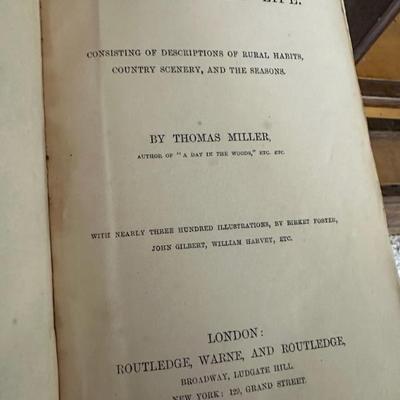 LIFE.
CONSISTING OF DESCRIPTIONS OF RURAL HABITS,
COUNTRY SCENERY, AND THE SEASONS.
BY THOMAS MILLER,
AUTHOR OF "A DAY IN THE WOODS," ETC. ETC.
WITH NEARLY THREE HUNDRED ILLUSTRATIONS, BY BIRKET FOSTER,
JOHN GILBERT, WILLIAM HARVEY, ETC.
LONDON:
ROUTLEDGE, WARNE, AND ROUTLEDGE,
BROADWAY, LUDGATE HILL.
NEW YORK: 129, GRAND STREET.